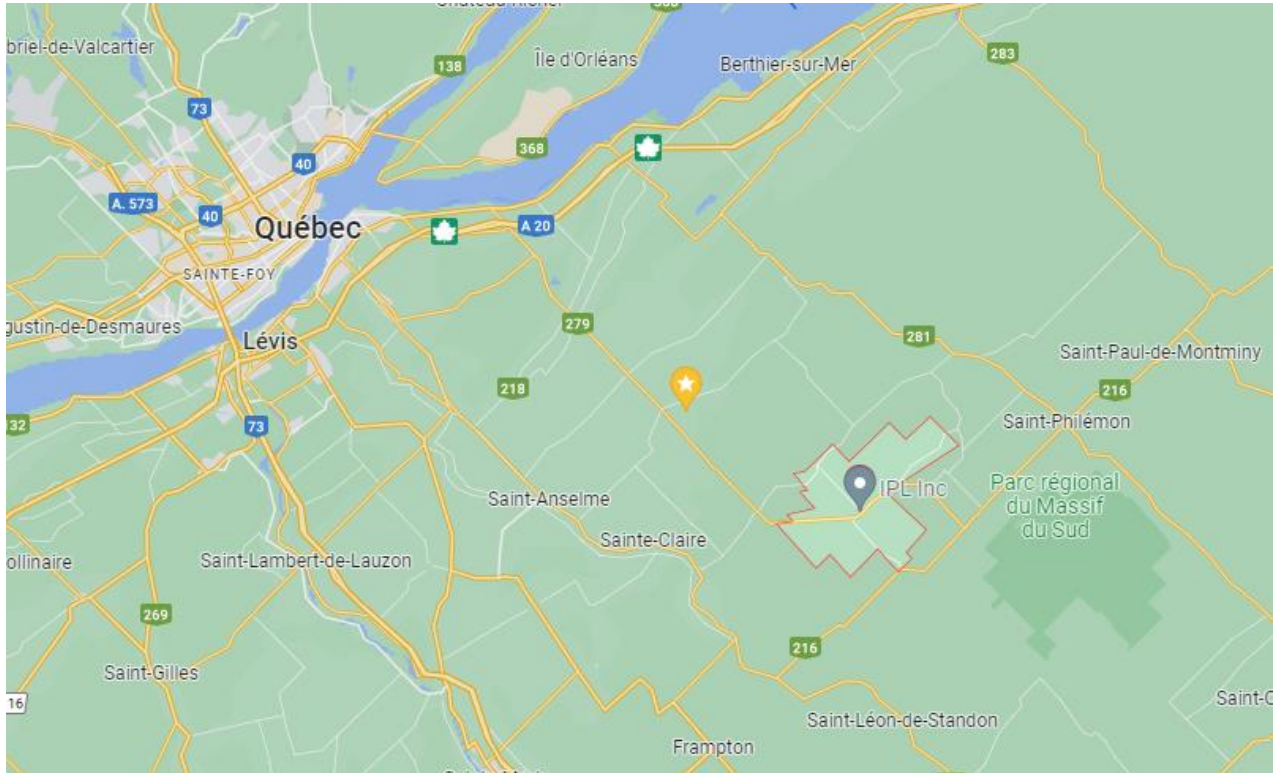 briel-de-Valcartier
138
Île d'Orléans
Berthier-sur-Mer
283
73
40
368
A. 573
40
Québec
A 20
SAINTE-FOY
gustin-de-Desmaures
Lévis
279
281
Saint-Paul-de-Montminy
218
216
132
73
Saint-Philémon
Saint-Anselme
IPL Inc
Parc régional
du Massif
du Sud
Sainte-Claire
ollinaire
Saint-Lambert-de-Lauzon
269
216
Saint-Gilles
16
Saint-Léon-de-Standon
Frampton